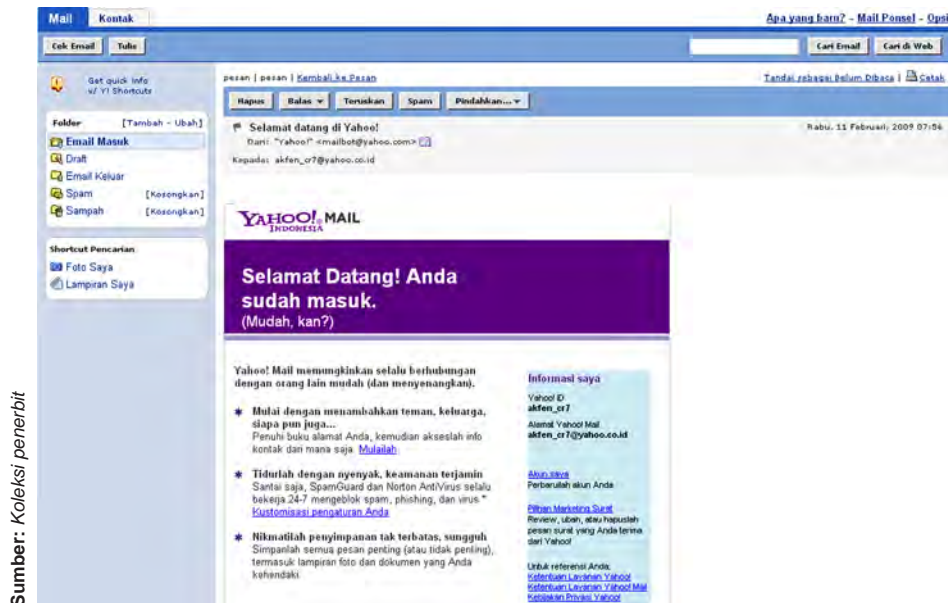 Mail Kontak
Apa yang baru? - Mail Ponsel - Opsi
Cek Email Tulis
Cari Email Cari di Web
Get quick info
w/ Y! Shortcuts
Folder [Tambah - Ubah]
Email Masuk
Draft
Email Keluar
Spam [Kosongkan]
Sampah [Kosongkan]
Shortcut Pencarian
Foto Saya
Lampiran Saya
pesan | pesan | Kembali ke Pesan
Tandai sebagai Belum Dibaca | Cetak
Hapus Balas Teruskan Spam Pindahkan...
Selamat datang di Yahoo!
Rabu, 11 Februari, 2009 07:56
Dari: "Yahoo!" <mailbot@yahoo.com>
Kepada: akfen_cr7@yahoo.co.id
YAHOO! MAIL
INDONESIA
Selamat Datang! Anda
sudah masuk.
(Mudah, kan?)
Yahoo! Mail memungkinkan selalu berhubungan
dengan orang lain mudah (dan menyenangkan).
* Mulai dengan menambahkan teman, keluarga,
siapa pun juga...
Penuhi buku alamat Anda, kemudian akseslah info
kontak dari mana saja. Mulailah
* Tidurlah dengan nyenyak, keamanan terjamin
Santai saja, SpamGuard dan Norton AntiVirus selalu
bekerja 24-7 mengeblok spam, phishing, dan virus.*
Kustomisasi pengaturan Anda
* Nikmatilah penyimpanan tak terbatas, sungguh
Simpanlah semua pesan penting (atau tidak penting),
termasuk lampiran foto dan dokumen yang Anda
kehendaki.
Informasi saya
Yahoo! ID
akfen_cr7
Alamat Yahoo! Mail
akfen_cr7@yahoo.co.id
Akun saya
Perbaruilah akun Anda
Pilihan Marketing Surat
Review, ubah, atau hapuslah
pesan surat yang Anda terima
dari Yahoo!
Untuk referensi Anda:
Ketentuan Layanan Yahoo!
Ketentuan Layanan Yahoo! Mail
Kebijakan Privasi Yahoo!
Sumber: Koleksi penerbit